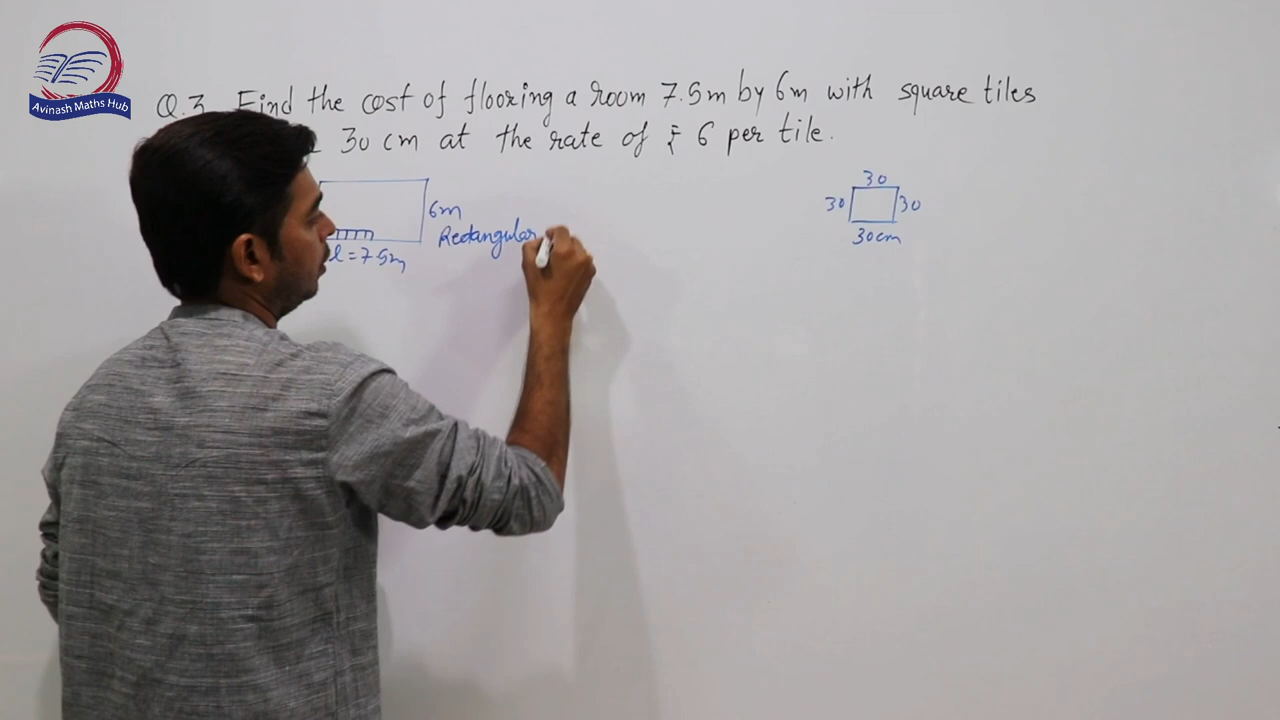 Avinash Maths Hub
Q.3 Find the cost of flooring a room 7.5m by 6m with square tiles
30 cm at the rate of ₹ 6 per tile.
30
30 30
30cm
6m
Rectangular
l = 7.5m